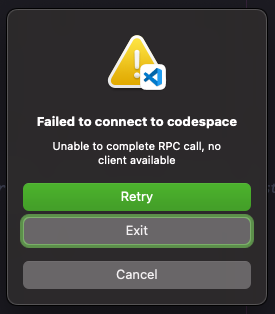 Failed to connect to codespace
Unable to complete RPC call, no
client available
Retry
Exit
Cancel